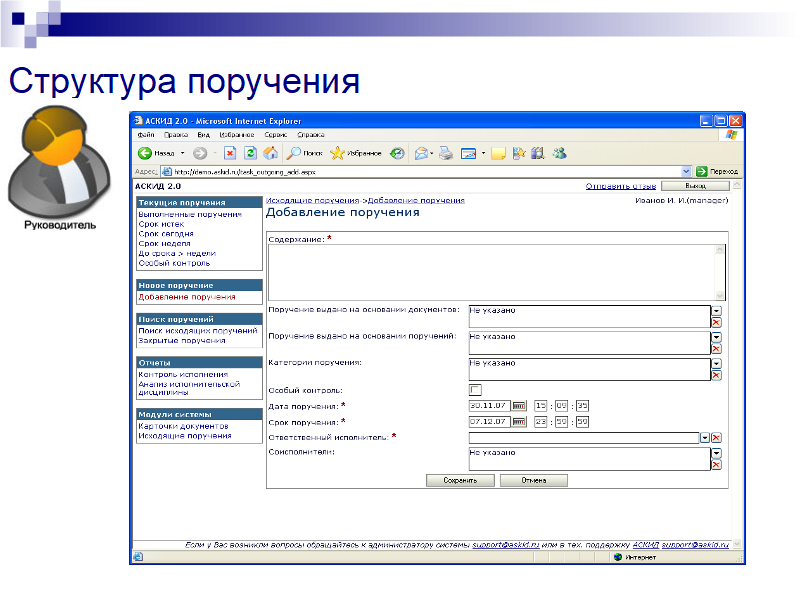 Структура поручения
Руководитель
АСКИД 2.0 - Microsoft Internet Explorer
Файл Правка Вид Избранное Сервис Справка
Назад Поиск Избранное
Адрес: http://demo.askid.ru/task_outgoing_add.aspx Переход
АСКИД 2.0 Отправить отзыв Выход
Текущие поручения
Выполненные поручения
Срок истек
Срок сегодня
Срок неделя
До срока > недели
Особый контроль
Новое поручение
Добавление поручения
Поиск поручений
Поиск исходящих поручений
Закрытые поручения
Отчеты
Контроль исполнения
Анализ исполнительской
дисциплины
Модули системы
Карточки документов
Исходящие поручения
Исходящие поручения->Добавление поручения Иванов И. И.(manager)
Добавление поручения
Содержание: *
Поручение выдано на основании документов: Не указано
Поручение выдано на основании поручений: Не указано
Категории поручения: Не указано
Особый контроль:
Дата поручения: * 30.11.07 15 : 09 : 35
Срок поручения: * 07.12.07 23 : 59 : 59
Ответственный исполнитель: *
Соисполнители: Не указано
Сохранить Отмена
Если у Вас возникли вопросы обращайтесь к администратору системы support@askid.ru или в тех. поддержку АСКИД support@askid.ru
Интернет